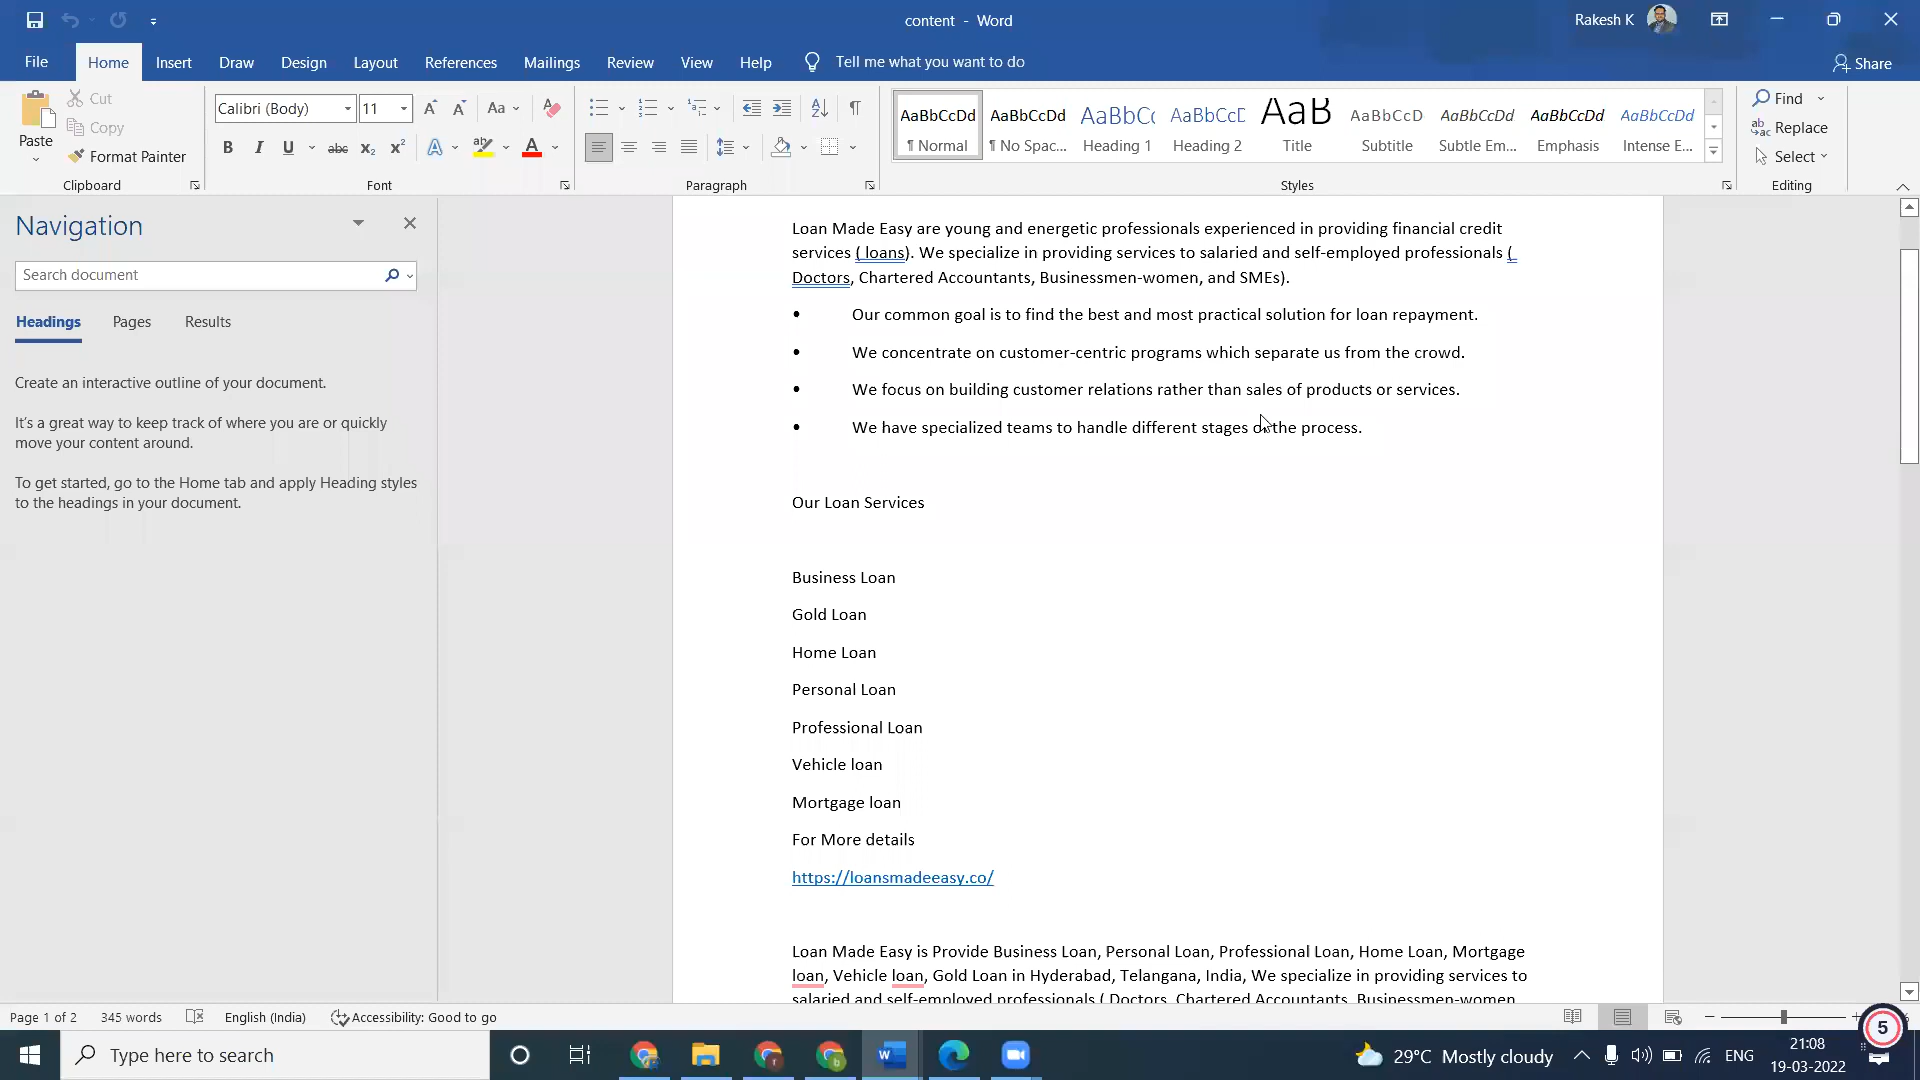 content - Word
Rakesh K
File Home Insert Draw Design Layout References Mailings Review View Help Tell me what you want to do Share
Paste
Cut
Copy
Format Painter
Clipboard
Calibri (Body) 11
Font
Paragraph
AaBbCcDd AaBbCcDd AaBbCc AaBbCcD AaB AaBbCcD AaBbCcDd AaBbCcDd AaBbCcDd
¶ Normal ¶ No Spac... Heading 1 Heading 2 Title Subtitle Subtle Em... Emphasis Intense E...
Styles
Find
Replace
Select
Editing
Navigation
Search document
Headings Pages Results
Create an interactive outline of your document.
It's a great way to keep track of where you are or quickly
move your content around.
To get started, go to the Home tab and apply Heading styles
to the headings in your document.
Loan Made Easy are young and energetic professionals experienced in providing financial credit
services ( loans). We specialize in providing services to salaried and self-employed professionals (
Doctors, Chartered Accountants, Businessmen-women, and SMEs).
• Our common goal is to find the best and most practical solution for loan repayment.
• We concentrate on customer-centric programs which separate us from the crowd.
• We focus on building customer relations rather than sales of products or services.
• We have specialized teams to handle different stages of the process.
Our Loan Services
Business Loan
Gold Loan
Home Loan
Personal Loan
Professional Loan
Vehicle loan
Mortgage loan
For More details
https://loansmadeeasy.co/
Loan Made Easy is Provide Business Loan, Personal Loan, Professional Loan, Home Loan, Mortgage
loan, Vehicle loan, Gold Loan in Hyderabad, Telangana, India, We specialize in providing services to
salaried and self-employed professionals ( Doctors, Chartered Accountants, Businessmen-women,
Page 1 of 2 345 words English (India) Accessibility: Good to go
5
Type here to search
29°C Mostly cloudy
ENG
21:08
19-03-2022